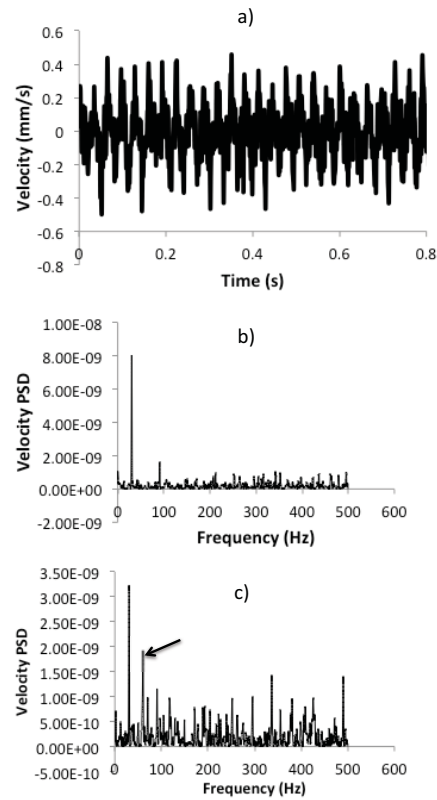 a)
0.6
0.4
0.2
0
-0.2
-0.4
-0.6
-0.8
Velocity (mm/s)
0 0.2 0.4 0.6 0.8
Time (s)
b)
1.00E-08
8.00E-09
6.00E-09
4.00E-09
2.00E-09
0.00E+00
-2.00E-09
Velocity PSD
0 100 200 300 400 500 600
Frequency (Hz)
c)
3.50E-09
3.00E-09
2.50E-09
2.00E-09
1.50E-09
1.00E-09
5.00E-10
0.00E+00
-5.00E-10
Velocity PSD
0 100 200 300 400 500 600
Frequency (Hz)